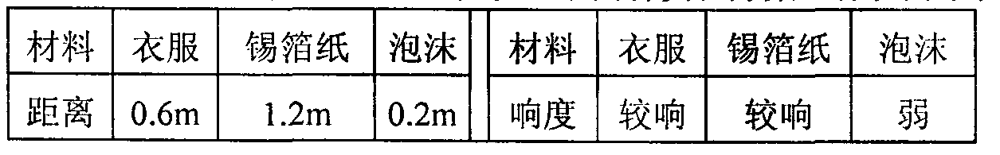 材料 衣服 锡箔纸 泡沫 材料 衣服 锡箔纸 泡沫
距离 0.6m 1.2m 0.2m 响度 较响 较响 弱